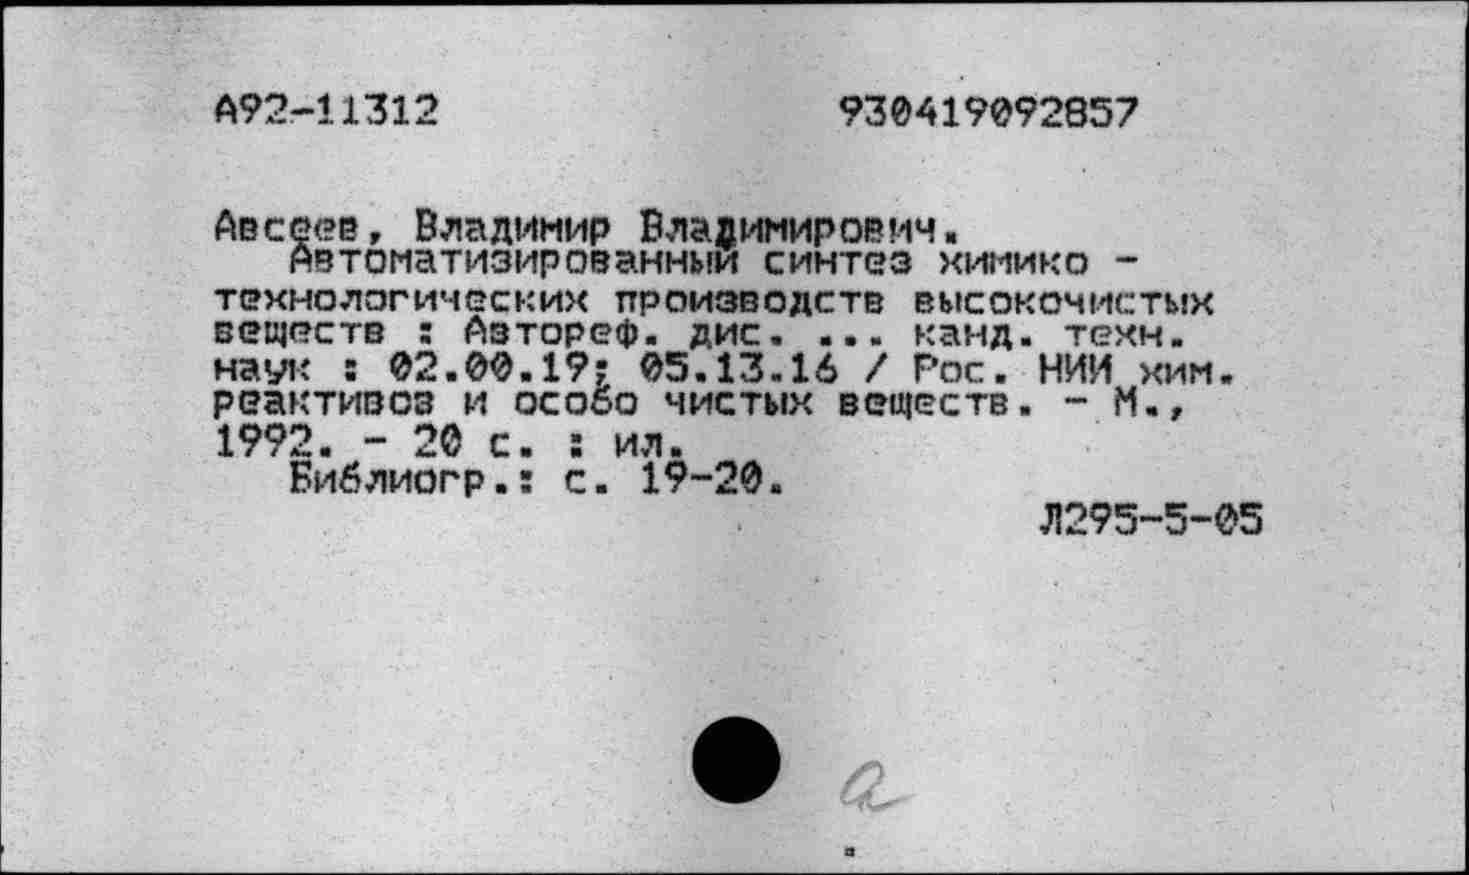 А92-11312 930419092857
Авсеев, Владимир Владимирович.
Автоматизированный синтез химико -
технологических производств высокочистых
веществ : Автореф. дис. ... канд. техн.
наук : 02.00.19; 05.13.16 / Рос. НИИ хим.
реактивов и особо чистых веществ. - М.,
1992. - 20 с. : ил.
Библиогр.: с. 19-20.
Л295-5-05
а